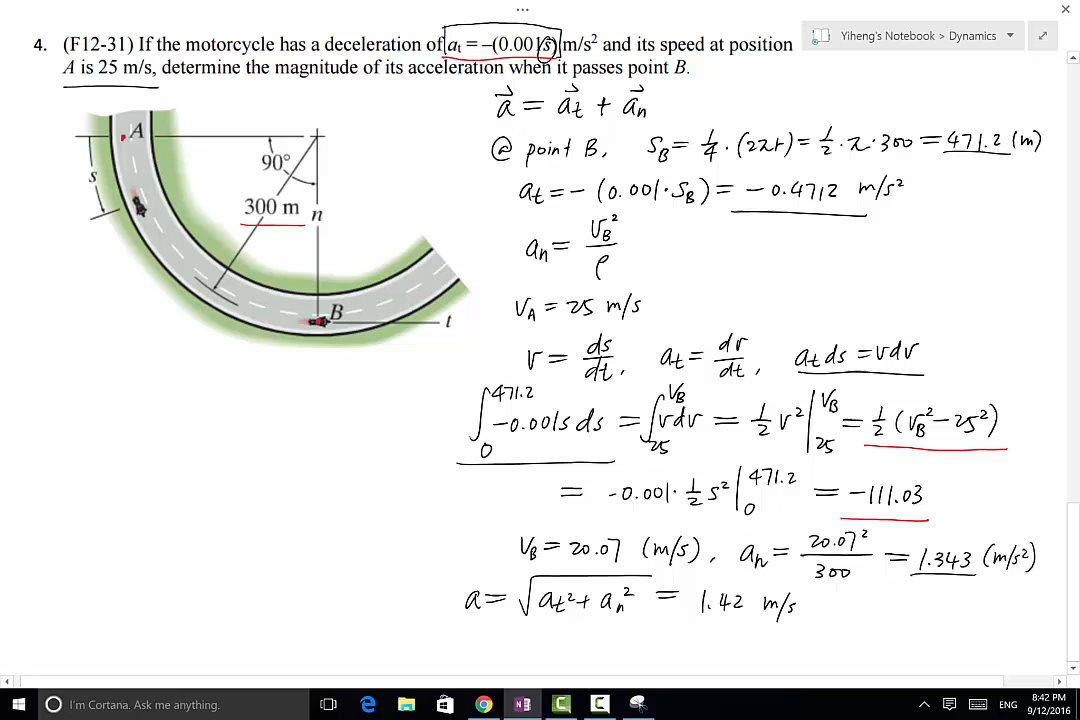 4. (F12-31) If the motorcycle has a deceleration of aₜ = –(0.001s) m/s² and its speed at position
A is 25 m/s, determine the magnitude of its acceleration when it passes point B.
Yiheng's Notebook > Dynamics
A
s
90°
300 m
n
B
t
a⃗ = a⃗t + a⃗n
@ point B, SB = 1/4 · (2πr) = 1/2 · π · 300 = 471.2 (m)
at = - (0.001 · SB) = - 0.4712 m/s²
an = VB²/ρ
VA = 25 m/s
v = ds/dt, at = dv/dt, at ds = v dv
∫₀^471.2 -0.001s ds = ∫₂₅^VB v dv = 1/2 v² |₂₅^VB = 1/2 (VB² - 25²)
= -0.001 · 1/2 s² |₀^471.2 = -111.03
VB = 20.07 (m/s), an = 20.07²/300 = 1.343 (m/s²)
a = √(at² + an²) = 1.42 m/s
I'm Cortana. Ask me anything.
ENG
8:42 PM
9/12/2016